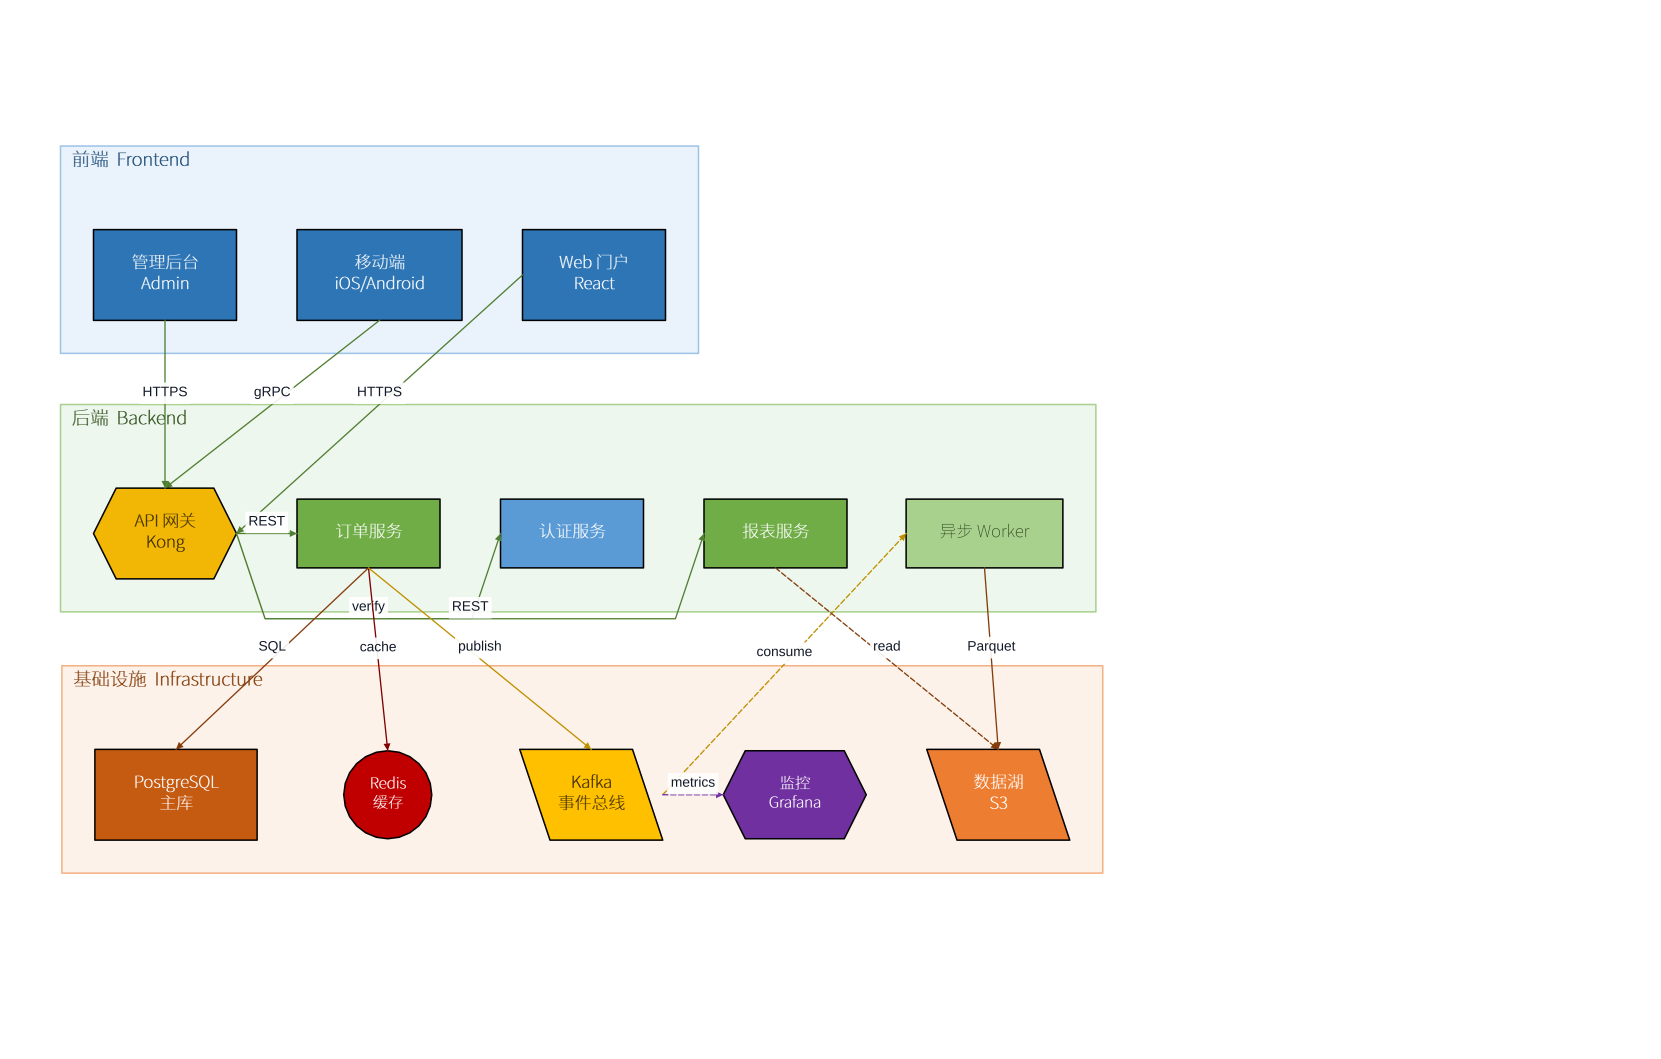 前端 Frontend
管理后台
Admin
移动端
iOS/Android
Web 门户
React
HTTPS
gRPC
HTTPS
后端 Backend
API 网关
Kong
REST
订单服务
认证服务
报表服务
异步 Worker
verify
REST
SQL
cache
publish
consume
read
Parquet
基础设施 Infrastructure
PostgreSQL
主库
Redis
缓存
Kafka
事件总线
metrics
监控
Grafana
数据湖
S3